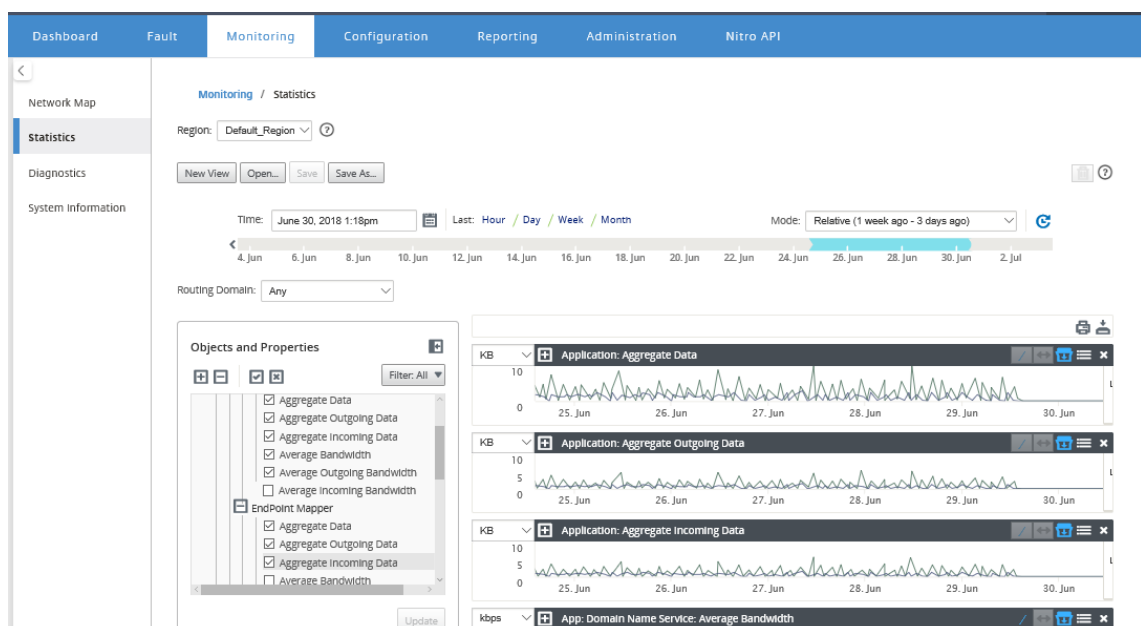 Dashboard Fault Monitoring Configuration Reporting Administration Nitro API
Network Map
Statistics
Diagnostics
System Information
Monitoring / Statistics
Region: Default_Region
New View Open... Save Save As...
Time: June 30, 2018 1:18pm Last: Hour / Day / Week / Month Mode: Relative (1 week ago - 3 days ago)
4. Jun 6. Jun 8. Jun 10. Jun 12. Jun 14. Jun 16. Jun 18. Jun 20. Jun 22. Jun 24. Jun 26. Jun 28. Jun 30. Jun 2. Jul
Routing Domain: Any
Objects and Properties
Filter: All
Aggregate Data
Aggregate Outgoing Data
Aggregate Incoming Data
Average Bandwidth
Average Outgoing Bandwidth
Average Incoming Bandwidth
EndPoint Mapper
Aggregate Data
Aggregate Outgoing Data
Aggregate Incoming Data
Average Bandwidth
Update
KB Application: Aggregate Data
10
0
25. Jun 26. Jun 27. Jun 28. Jun 29. Jun 30. Jun
KB Application: Aggregate Outgoing Data
10
5
0
25. Jun 26. Jun 27. Jun 28. Jun 29. Jun 30. Jun
KB Application: Aggregate Incoming Data
10
5
0
25. Jun 26. Jun 27. Jun 28. Jun 29. Jun 30. Jun
kbps App: Domain Name Service: Average Bandwidth